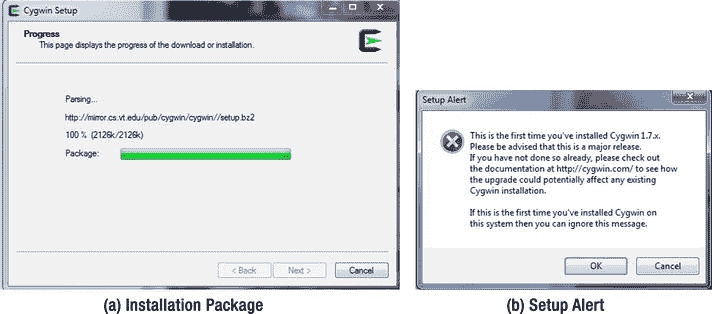 Cygwin Setup
Progress
This page displays the progress of the download or installation.
Parsing...
http://mirror.cs.vt.edu/pub/cygwin/cygwin//setup.bz2
100 % (2126k/2126k)
Package:
< Back
Next >
Cancel
(a) Installation Package
Setup Alert
This is the first time you've installed Cygwin 1.7.x.
Please be advised that this is a major release.
If you have not done so already, please check out
the documentation at http://cygwin.com/ to see how
the upgrade could potentially affect any existing
Cygwin installation.
If this is the first time you've installed Cygwin on
this system then you can ignore this message.
OK
Cancel
(b) Setup Alert